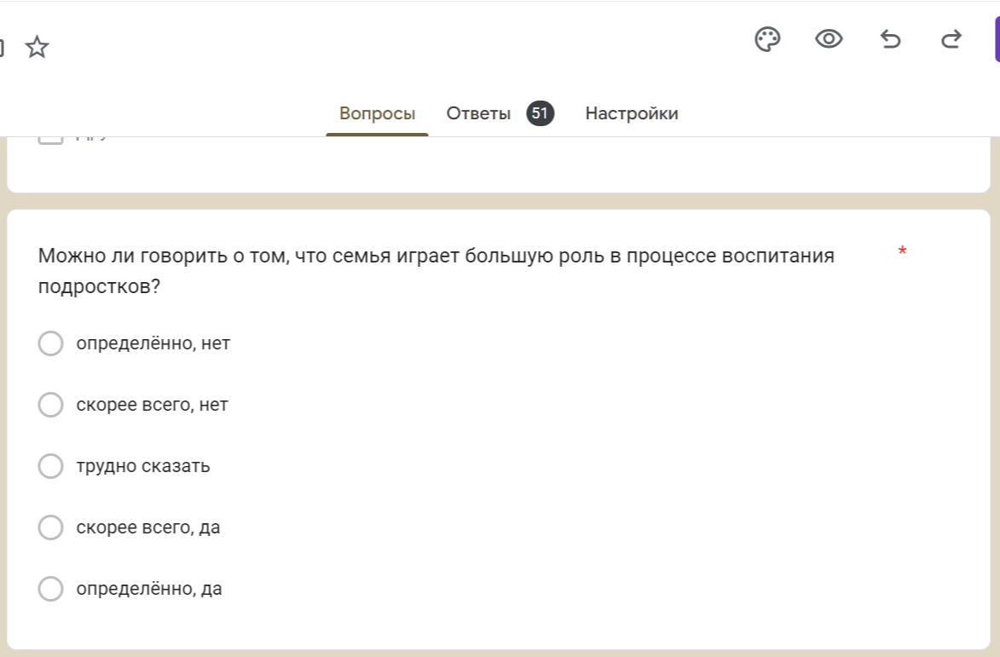 Вопросы Ответы 51 Настройки
Можно ли говорить о том, что семья играет большую роль в процессе воспитания *
подростков?
определённо, нет
скорее всего, нет
трудно сказать
скорее всего, да
определённо, да